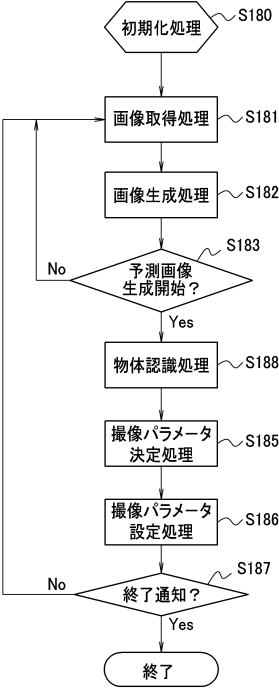 初期化処理
S180
画像取得処理
S181
画像生成処理
S182
予測画像
生成開始？
S183
No
Yes
物体認識処理
S188
撮像パラメータ
決定処理
S185
撮像パラメータ
設定処理
S186
終了通知？
S187
No
Yes
終了